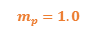 m_p = 1.0